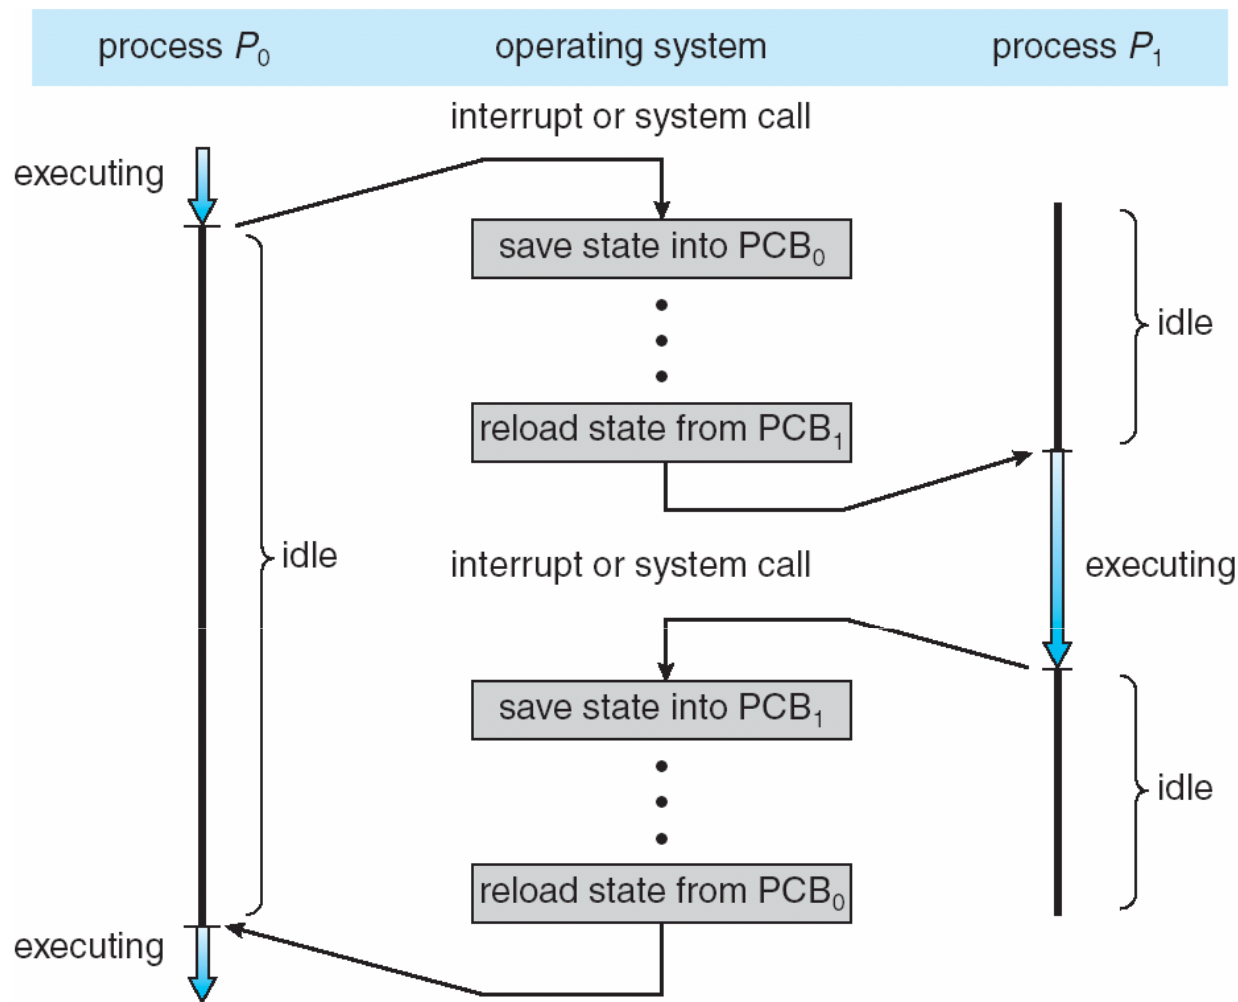 process P₀ operating system process P₁
interrupt or system call
executing
save state into PCB₀
idle
reload state from PCB₁
idle
interrupt or system call
executing
save state into PCB₁
idle
reload state from PCB₀
executing